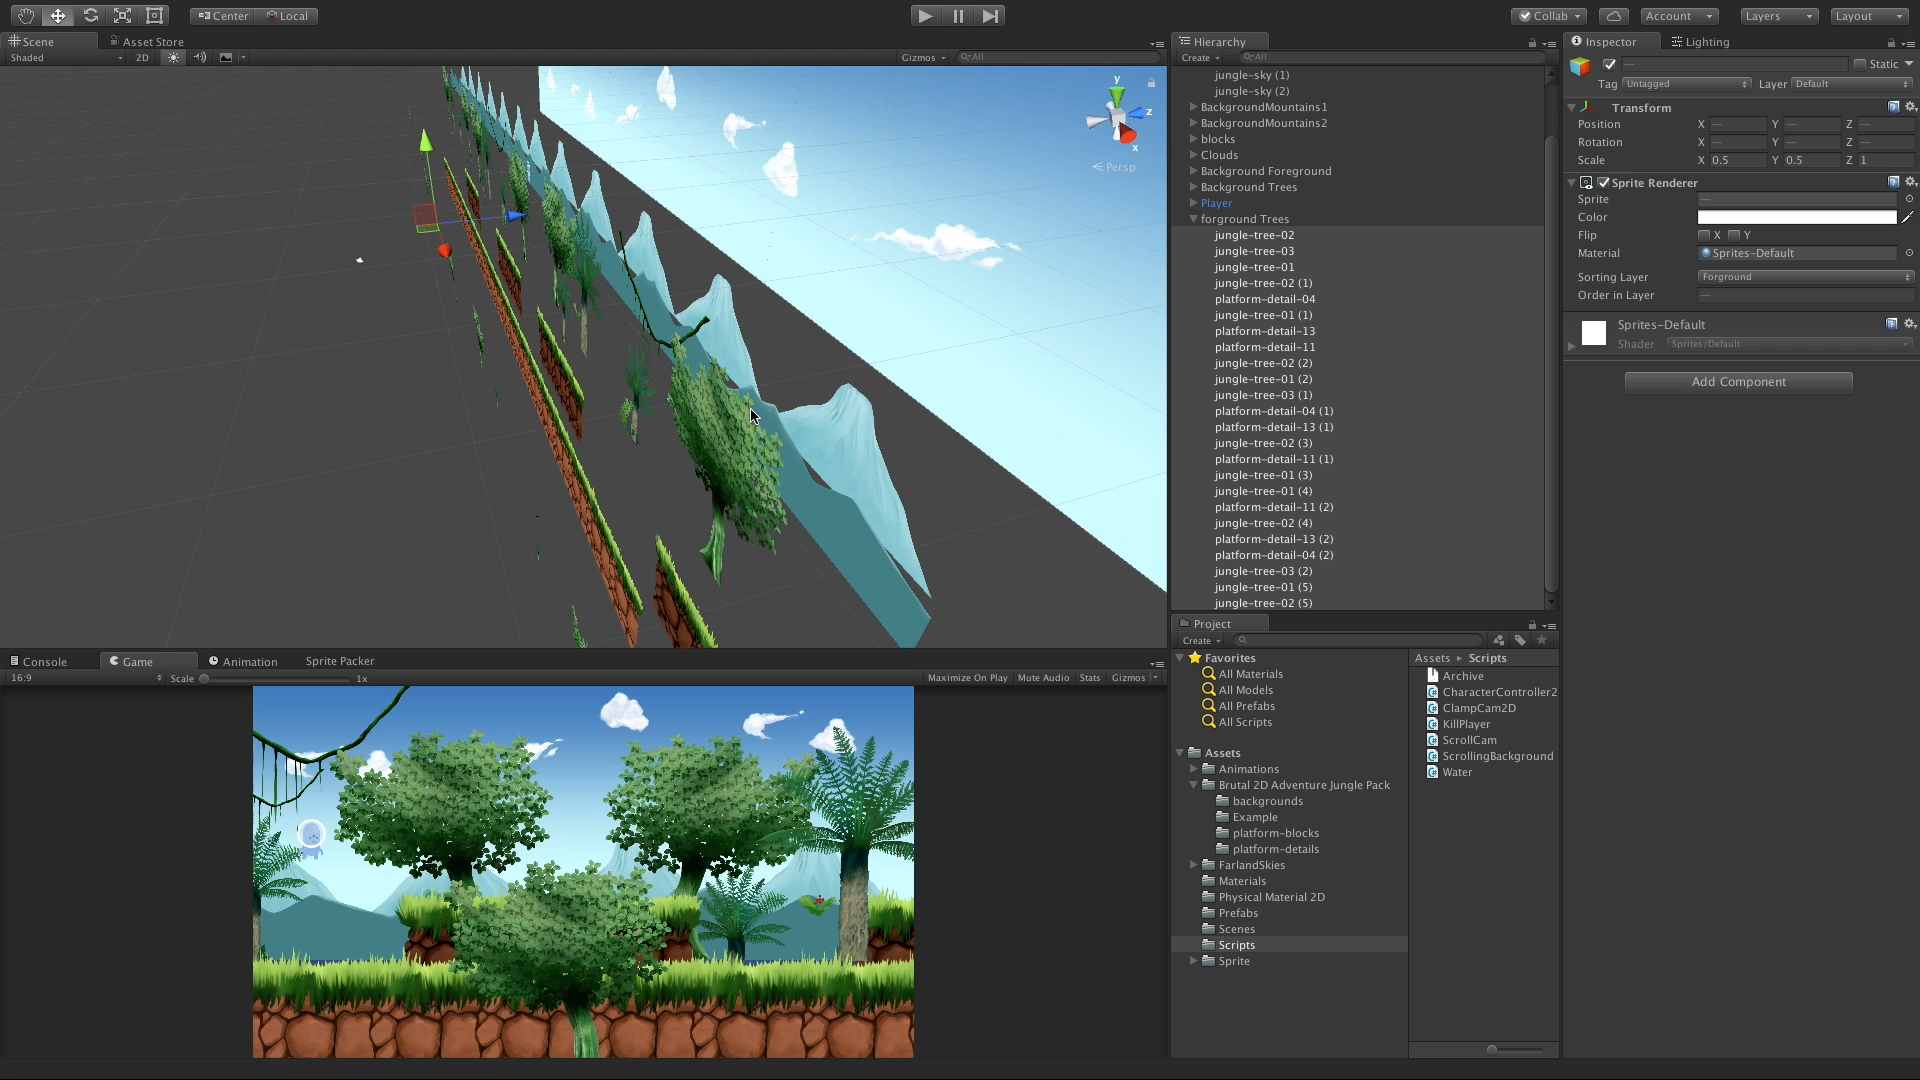 Center Local
Collab Account Layers Layout
Scene Asset Store
Shaded 2D Gizmos All
y
z
x
Persp
Hierarchy
Create All
jungle-sky (1)
jungle-sky (2)
BackgroundMountains1
BackgroundMountains2
blocks
Clouds
Background Foreground
Background Trees
Player
forground Trees
jungle-tree-02
jungle-tree-03
jungle-tree-01
jungle-tree-02 (1)
platform-detail-04
jungle-tree-01 (1)
platform-detail-13
platform-detail-11
jungle-tree-02 (2)
jungle-tree-01 (2)
jungle-tree-03 (1)
platform-detail-04 (1)
platform-detail-13 (1)
jungle-tree-02 (3)
platform-detail-11 (1)
jungle-tree-01 (3)
jungle-tree-01 (4)
platform-detail-11 (2)
jungle-tree-02 (4)
platform-detail-13 (2)
platform-detail-04 (2)
jungle-tree-03 (2)
jungle-tree-01 (5)
jungle-tree-02 (5)
Inspector Lighting
— Static
Tag Untagged Layer Default
Transform
Position X — Y — Z —
Rotation X — Y — Z —
Scale X 0.5 Y 0.5 Z 1
Sprite Renderer
Sprite —
Color
Flip X Y
Material Sprites-Default
Sorting Layer Forground
Order in Layer —
Sprites-Default
Shader Sprites/Default
Add Component
Console Game Animation Sprite Packer
16:9 Scale 1x Maximize On Play Mute Audio Stats Gizmos
Project
Create
Favorites
All Materials
All Models
All Prefabs
All Scripts
Assets
Animations
Brutal 2D Adventure Jungle Pack
backgrounds
Example
platform-blocks
platform-details
FarlandSkies
Materials
Physical Material 2D
Prefabs
Scenes
Scripts
Sprite
Assets ▸ Scripts
Archive
CharacterController2
ClampCam2D
KillPlayer
ScrollCam
ScrollingBackground
Water